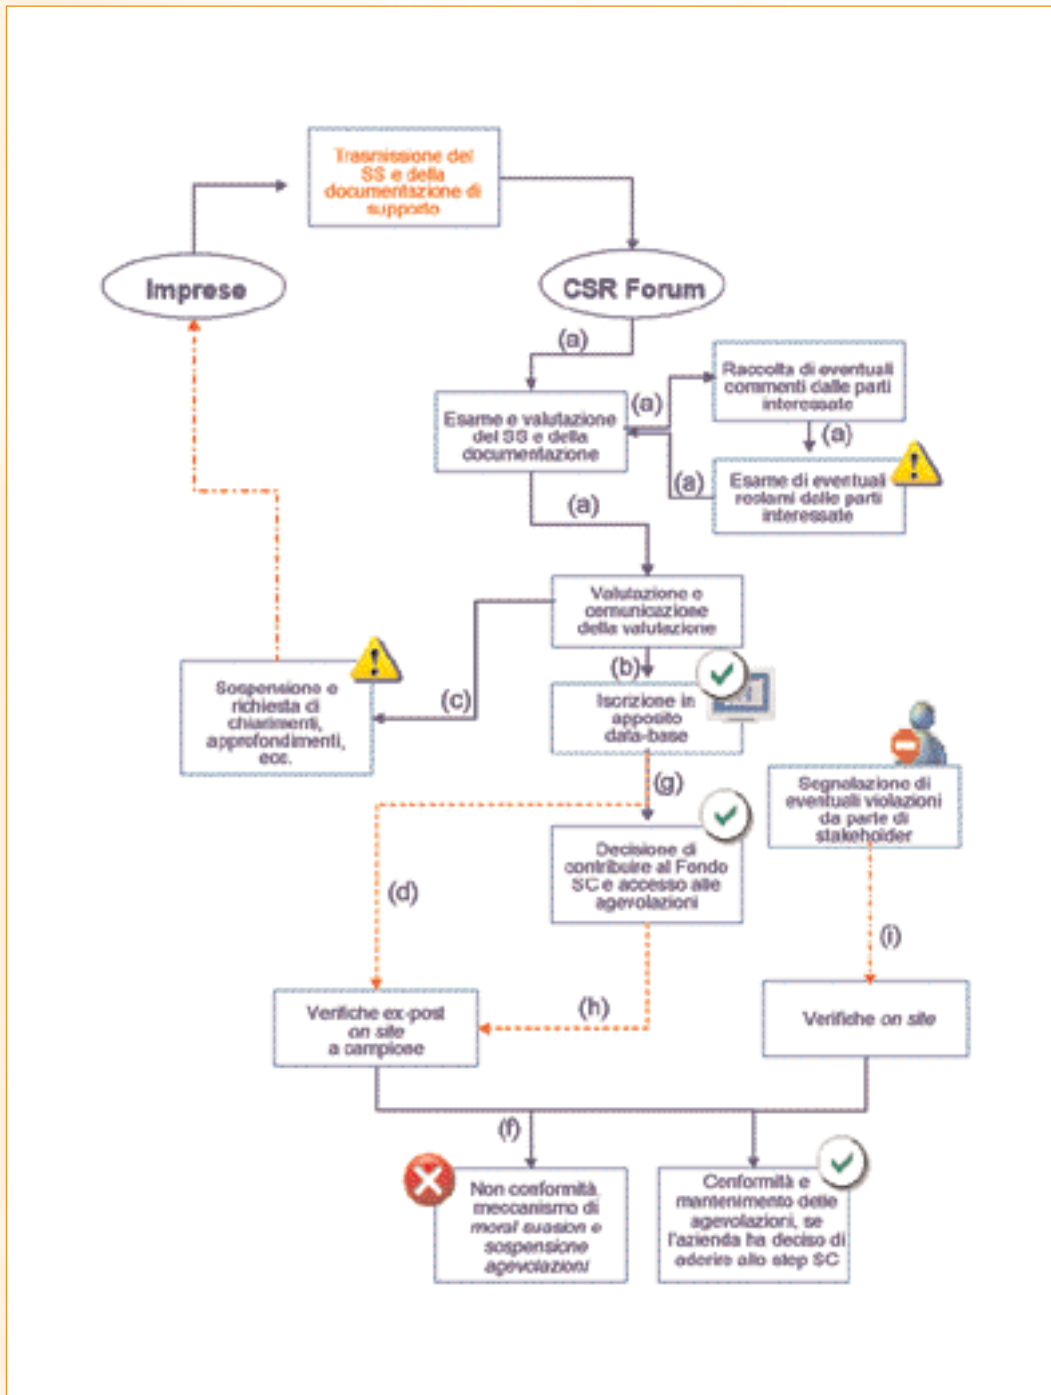 Trasmissione del
SS e della
documentazione di
supporto
Imprese
CSR Forum
(a)
Raccolta di eventuali
commenti dalle parti
interessate
(a)
Esame e valutazione
del SS e della
documentazione
(a)
Esame di eventuali
reclami delle parti
interessate
(a)
(a)
Valutazione e
comunicazione
della valutazione
(b)
(c)
Sospensione e
richiesta di
chiarimenti,
approfondimenti,
ecc.
Iscrizione in
apposito
data-base
(g)
Segnalazione di
eventuali violazioni
da parte di
stakeholder
Decisione di
contribuire al Fondo
SC e accesso alle
agevolazioni
(d)
(i)
(h)
Verifiche ex-post
on site
a campione
Verifiche on site
(f)
Non conformità,
meccanismo di
moral suasion e
sospensione
agevolazioni
Conformità e
mantenimento delle
agevolazioni, se
l'azienda ha deciso di
aderire allo step SC